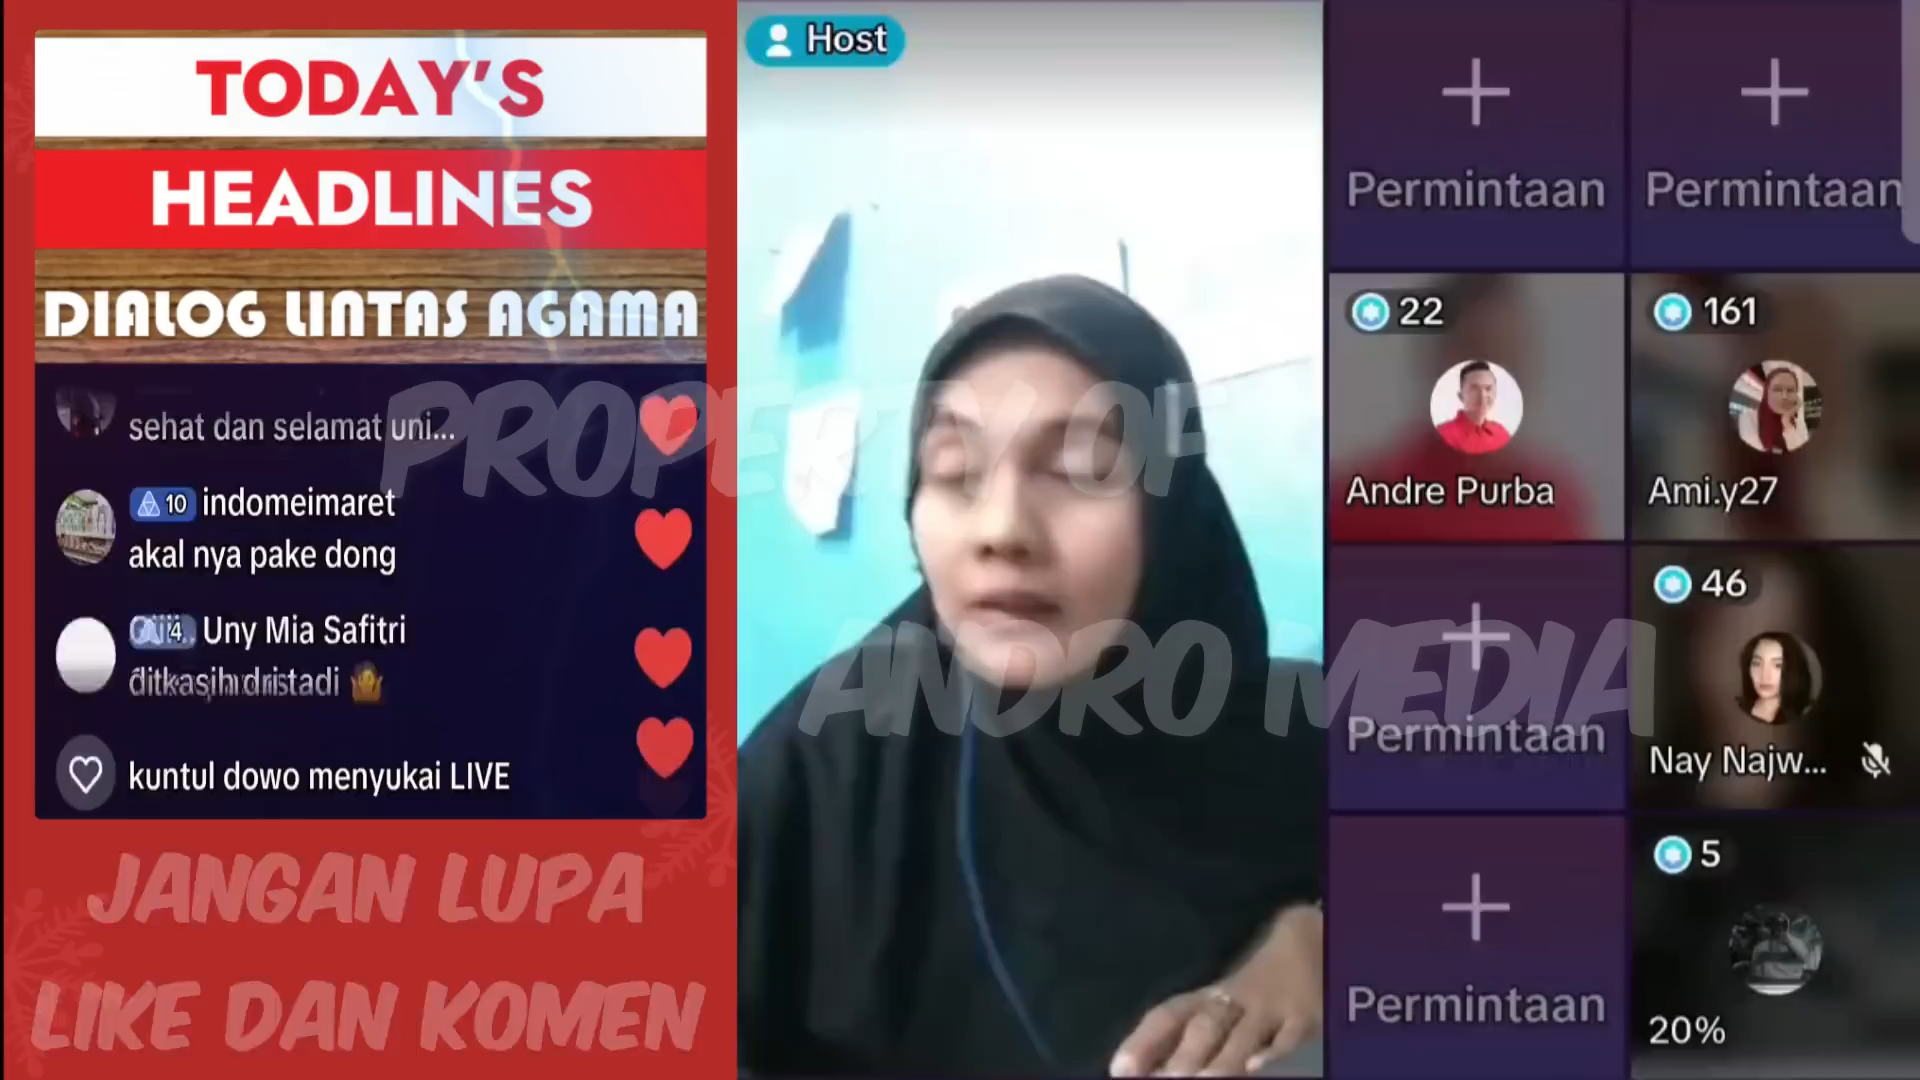 TODAY'S
HEADLINES
DIALOG LINTAS AGAMA
sehat dan selamat uni...
10 indomeimaret
akal nya pake dong
4 Uny Mia Safitri
kuntul dowo menyukai LIVE
JANGAN LUPA
LIKE DAN KOMEN
Host
PROPERTY OF
ANDRO MEDIA
Permintaan
Permintaan
22
Andre Purba
161
Ami.y27
Permintaan
46
Nay Najw...
Permintaan
5
20%